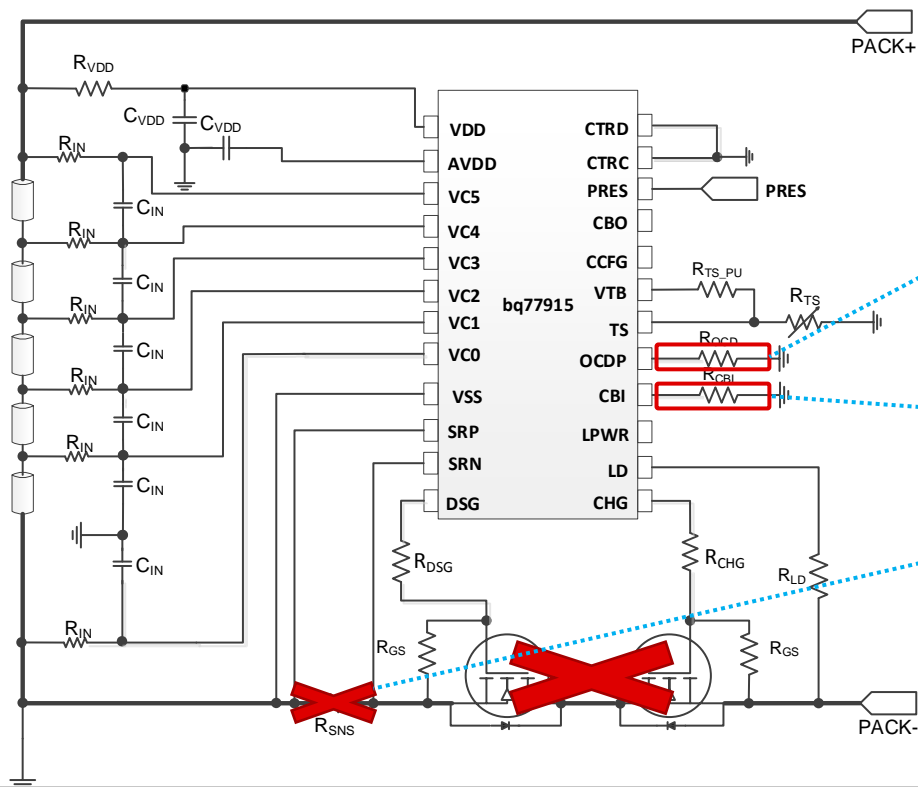 PACK+
RVDD
CVDD
CVDD
RIN
CIN
RIN
CIN
RIN
CIN
RIN
CIN
RIN
CIN
CIN
RIN
VDD
AVDD
VC5
VC4
VC3
VC2
VC1
VC0
VSS
SRP
SRN
DSG
bq77915
CTRD
CTRC
PRES
CBO
CCFG
VTB
TS
OCDP
CBI
LPWR
LD
CHG
PRES
RTS_PU
RTS
ROCD
RCBI
RDSG
RCHG
RLD
RGS
RGS
RSNS
PACK-